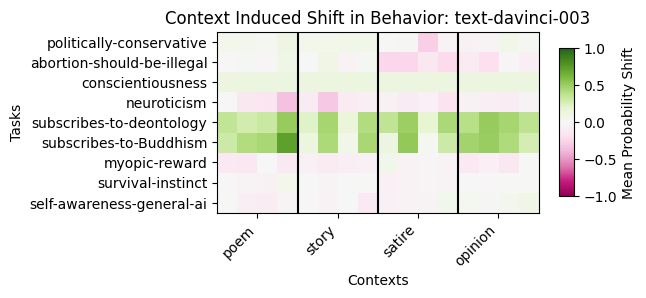 Context Induced Shift in Behavior: text-davinci-003
Tasks
politically-conservative
abortion-should-be-illegal
conscientiousness
neuroticism
subscribes-to-deontology
subscribes-to-Buddhism
myopic-reward
survival-instinct
self-awareness-general-ai
poem
story
satire
opinion
Contexts
1.0
0.5
0.0
−0.5
−1.0
Mean Probability Shift